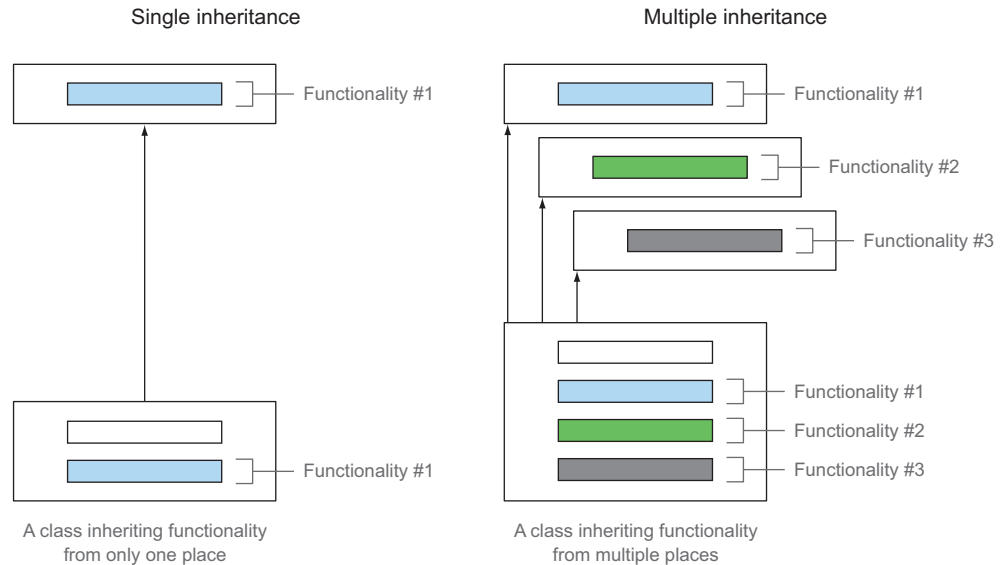 Single inheritance
Functionality #1
Functionality #1
A class inheriting functionality
from only one place
Multiple inheritance
Functionality #1
Functionality #2
Functionality #3
Functionality #1
Functionality #2
Functionality #3
A class inheriting functionality
from multiple places